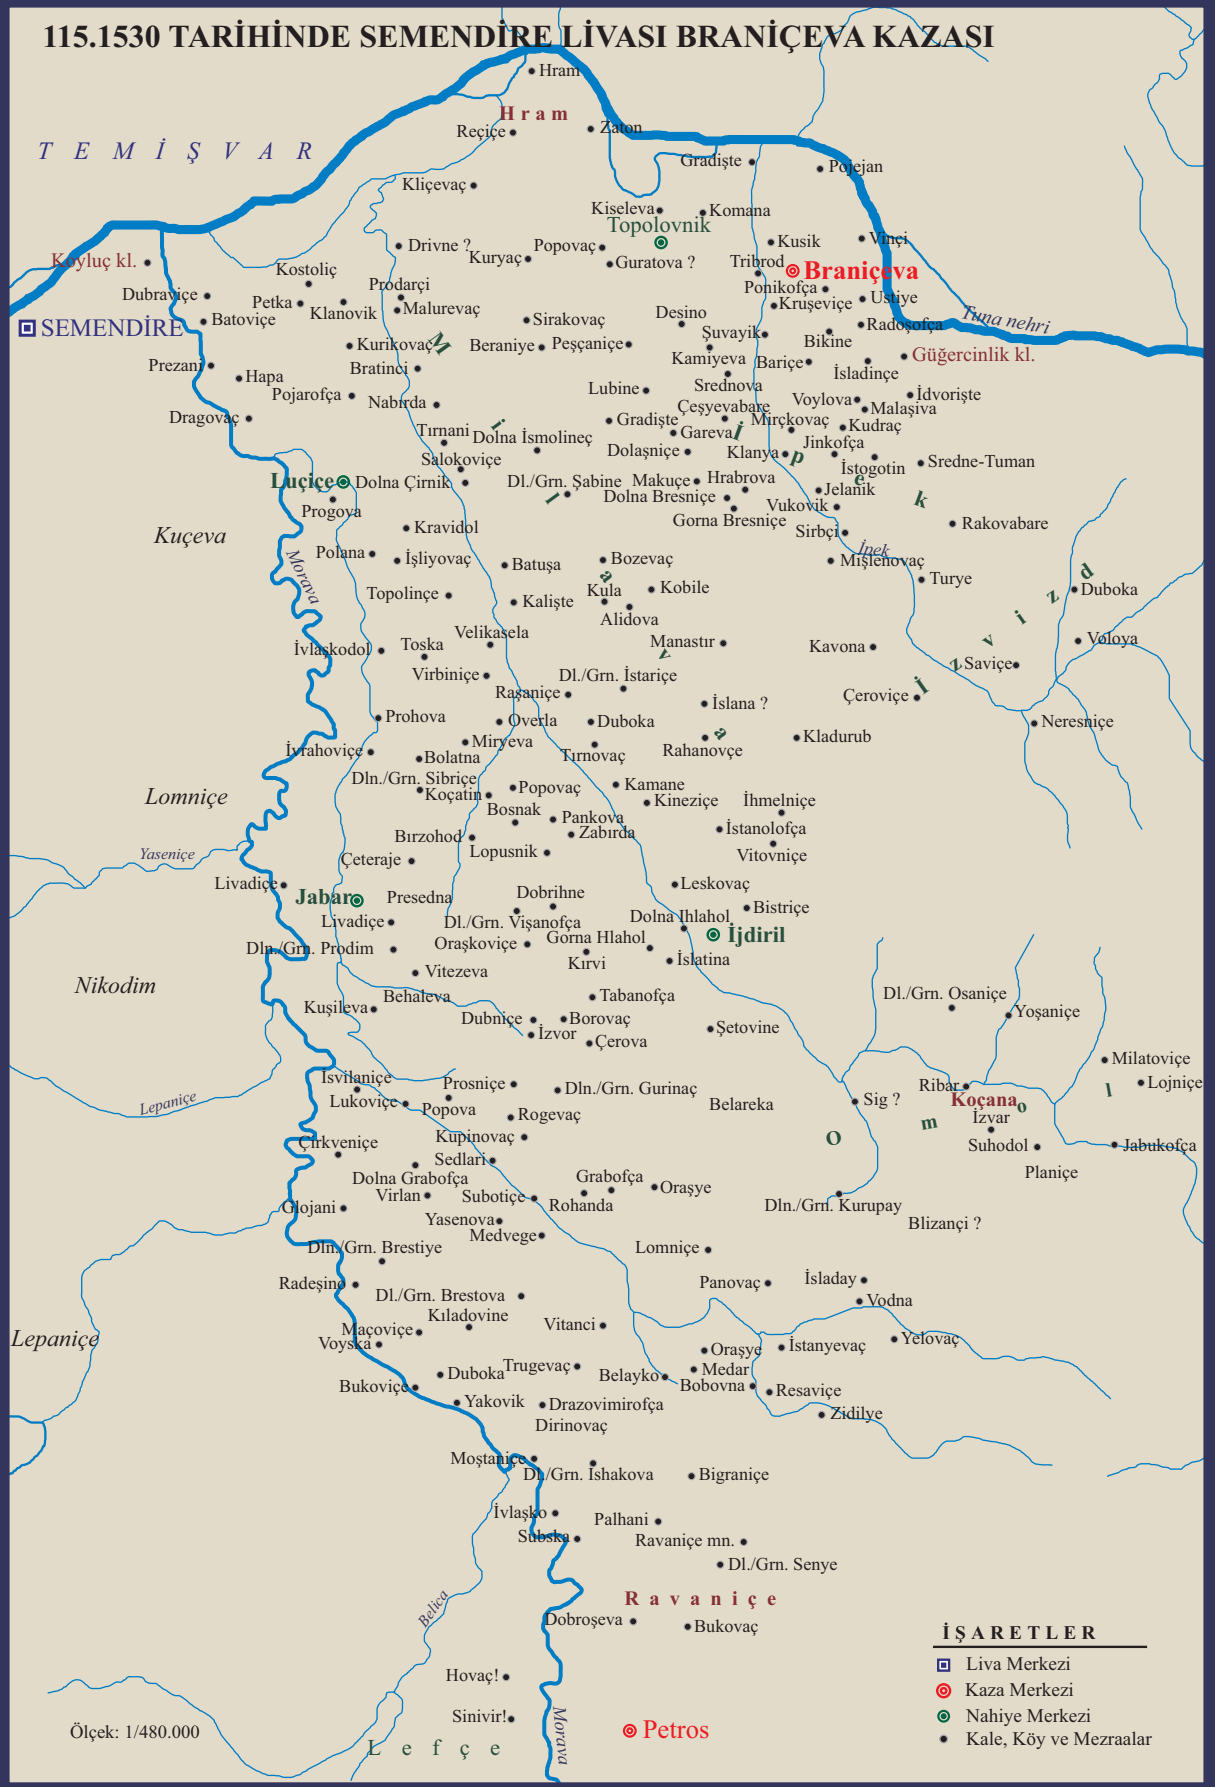 115.1530 TARİHİNDE SEMENDİRE LİVASI BRANİÇEVA KAZASI
Hram
Hram
Reçiçe
Zaton
TEMİŞVAR
Gradişte
Pojejan
Kliçevaç
Kiseleva
Komana
Topolovnik
Drivne ?
Kuryaç
Popovaç
Guratova ?
Kusik
Vinçi
Koyluç kl.
Kostoliç
Tribrod
Braniçeva
Dubraviçe
Petka
Klanovik
Prodarçi
Malurevaç
Ponikofça
Kruşeviçe
Ustiye
Tuna nehri
SEMENDİRE
Batoviçe
Sirakovaç
Desino
Şuvayik
Bikine
Radoşofça
Kurikovaç
Beraniye
Peşçaniçe
Kamiyeva
Bariçe
İsladinçe
Güğercinlik kl.
Prezani
Hapa
Bratinci
Srednova
Pojarofça
Nabırda
Lubine
Çeşyevabare
Voylova
Malaşiva
İdvorişte
Dragovaç
Tırnani
Dolna İsmolineç
Gradişte
Gareva
Mirçkovaç
Kudraç
Salokoviçe
Dolaşniçe
Klanya
Jinkofça
İstogotin
Sredne-Tuman
Luçiçe
Dolna Çirnik
Dl./Grn. Şabine
Makuçe
Hrabrova
Jelanik
Progova
Dolna Bresniçe
Gorna Bresniçe
Vukovik
Kuçeva
Kravidol
Sirbçi
Rakovabare
İpek
Polana
İşliyovaç
Batuşa
Bozevaç
Mişlenovaç
Turye
Morava
Topolinçe
Kalişte
Kula
Kobile
Alidova
Duboka
İvlaşkodol
Toska
Velikasela
Manastır
Kavona
Voloya
Virbiniçe
Dl./Grn. İstariçe
Saviçe
Raşaniçe
İslana ?
Çeroviçe
Prohova
Overla
Duboka
Neresniçe
İvrahoviçe
Miryeva
Bolatna
Tırnovaç
Rahanovçe
Kladurub
Dln./Grn. Sibriçe
Koçatin
Popovaç
Kamane
Kineziçe
İhmelniçe
Lomniçe
Bosnak
Pankova
Bırzohod
Zabırda
İstanolofça
Yaseniçe
Çeteraje
Lopusnik
Vitovniçe
Livadiçe
Jabar
Presedna
Dobrihne
Leskovaç
Livadiçe
Dl./Grn. Vişanofça
Bistriçe
Dln./Grn. Prodim
Oraşkoviçe
Gorna Hlahol
Dolna Ihlahol
İjdiril
Kırvi
İslatina
Nikodim
Vitezeva
Behaleva
Tabanofça
Dl./Grn. Osaniçe
Kuşileva
Dubniçe
Borovaç
Yoşaniçe
İzvor
Çerova
Şetovine
İsvilaniçe
Prosniçe
Dln./Grn. Gurinaç
Milatoviçe
Lepaniçe
Lukoviçe
Popova
Rogevaç
Belareka
Sig ?
Ribar
Lojniçe
Koçana
İzvar
Çirkveniçe
Kupinovaç
Suhodol
Jabukofça
Planiçe
Dolna Grabofça
Sedlari
Grabofça
Virlan
Subotiçe
Rohanda
Oraşye
Dln./Grn. Kurupay
Glojani
Yasenova
Medvege
Blizançi ?
Dln./Grn. Brestiye
Lomniçe
Radeşino
Dl./Grn. Brestova
Panovaç
İsladay
Vodna
Lepaniçe
Maçoviçe
Kıladovine
Vitanci
Voyska
Oraşye
İstanyevaç
Yelovaç
Duboka
Trugevaç
Belayko
Medar
Bobovna
Resaviçe
Bukoviçe
Yakovik
Drazovimirofça
Dirinovaç
Zidilye
Moştaniçe
Dl./Grn. Ishakova
Bigraniçe
İvlaşko
Subska
Palhani
Ravaniçe mn.
Dl./Grn. Senye
Belica
Ravaniçe
Dobroşeva
Bukovaç
Hovaç!
Sinivir!
Petros
Morava
Lefçe
Mılava
İpek
İzvizd
Omol
Ölçek: 1/480.000
İŞARETLER
Liva Merkezi
Kaza Merkezi
Nahiye Merkezi
Kale, Köy ve Mezraalar